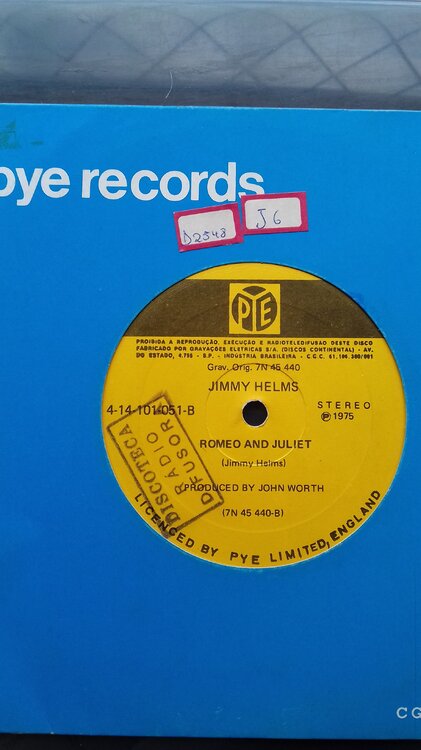 pye records
D2548
J6
PYE
PROIBIDA A REPRODUÇÃO, EXECUÇÃO E RADIOTELEDIFUSÃO DESTE DISCO
FABRICADO POR GRAVAÇÕES ELETRICAS S/A. (DISCOS CONTINENTAL) - AV.
DO ESTADO, 4.755 - S.P. - INDÚSTRIA BRASILEIRA - C.G.C. 61.186.300/001
Grav. Orig. 7N 45 440
JIMMY HELMS
4-14-101-051-B
STEREO
Ⓟ 1975
ROMEO AND JULIET
(Jimmy Helms)
PRODUCED BY JOHN WORTH
(7N 45 440-B)
DISCOTECA
RÁDIO
DFUSOR
LICENCED BY PYE LIMITED, ENGLAND
CG